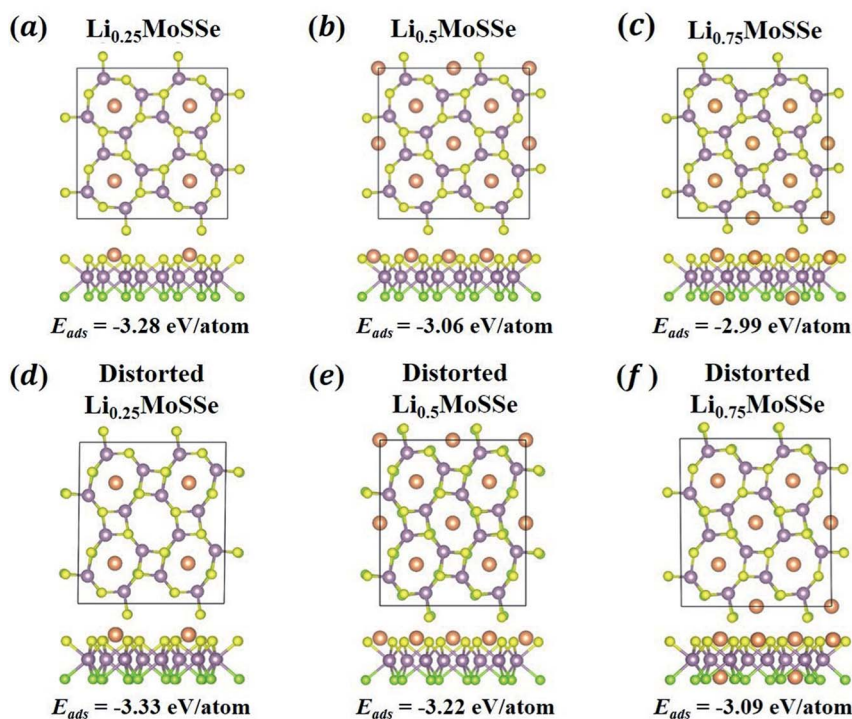 (a) Li0.25MoSSe
(b) Li0.5MoSSe
(c) Li0.75MoSSe
Eads = -3.28 eV/atom
Eads = -3.06 eV/atom
Eads = -2.99 eV/atom
(d) Distorted
Li0.25MoSSe
(e) Distorted
Li0.5MoSSe
(f) Distorted
Li0.75MoSSe
Eads = -3.33 eV/atom
Eads = -3.22 eV/atom
Eads = -3.09 eV/atom